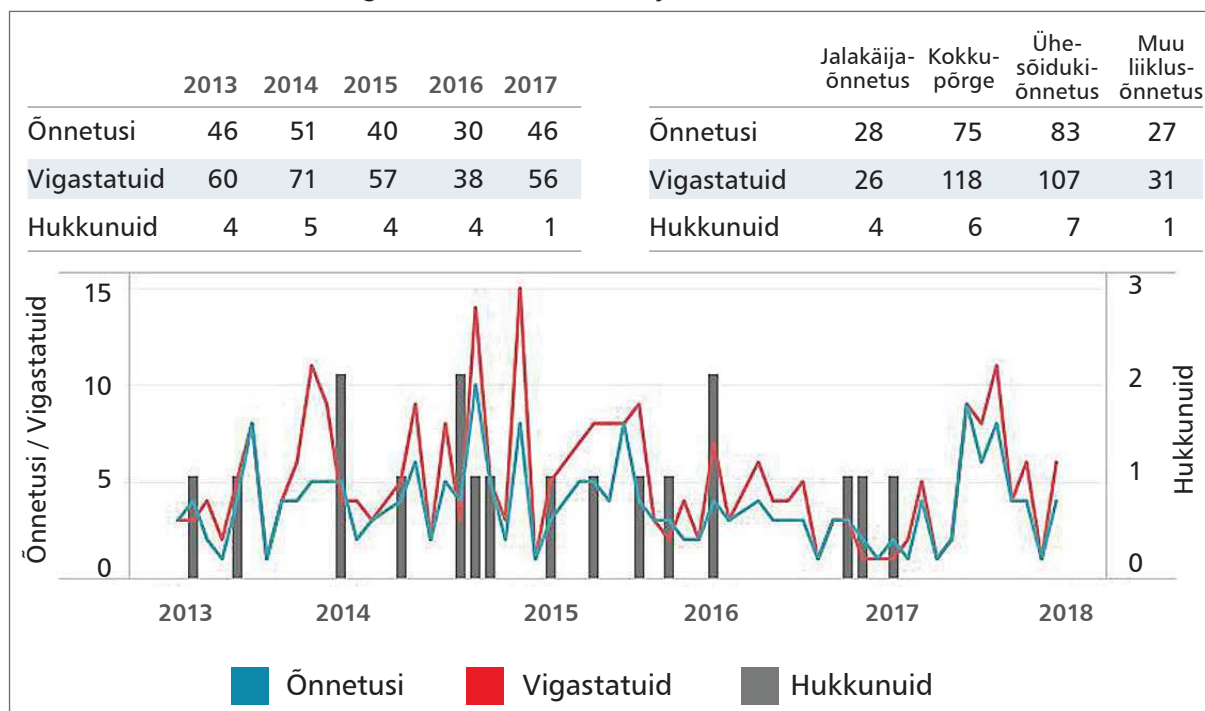 2013 2014 2015 2016 2017
Õnnetusi 46 51 40 30 46
Vigastatuid 60 71 57 38 56
Hukkunuid 4 5 4 4 1
Jalakäija-
õnnetus
Kokku-
põrge
Ühe-
sõiduki-
õnnetus
Muu
liiklus-
õnnetus
Õnnetusi 28 75 83 27
Vigastatuid 26 118 107 31
Hukkunuid 4 6 7 1
Õnnetusi / Vigastatuid
15
10
5
0
3
2
1
0
Hukkunuid
2013 2014 2015 2016 2017 2018
Õnnetusi Vigastatuid Hukkunuid